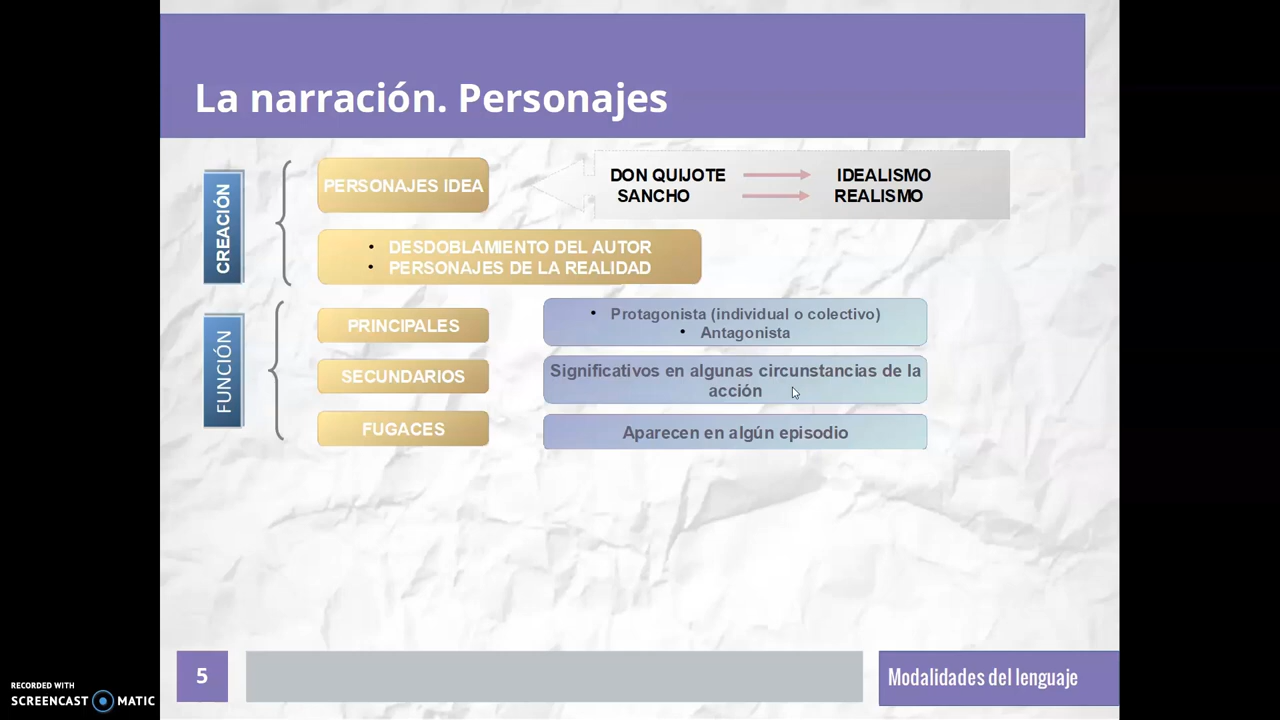 La narración. Personajes
CREACIÓN
PERSONAJES IDEA
DON QUIJOTE IDEALISMO
SANCHO REALISMO
• DESDOBLAMIENTO DEL AUTOR
• PERSONAJES DE LA REALIDAD
FUNCIÓN
PRINCIPALES
• Protagonista (individual o colectivo)
• Antagonista
SECUNDARIOS
Significativos en algunas circunstancias de la
acción
FUGACES
Aparecen en algún episodio
5
Modalidades del lenguaje
RECORDED WITH
SCREENCAST MATIC